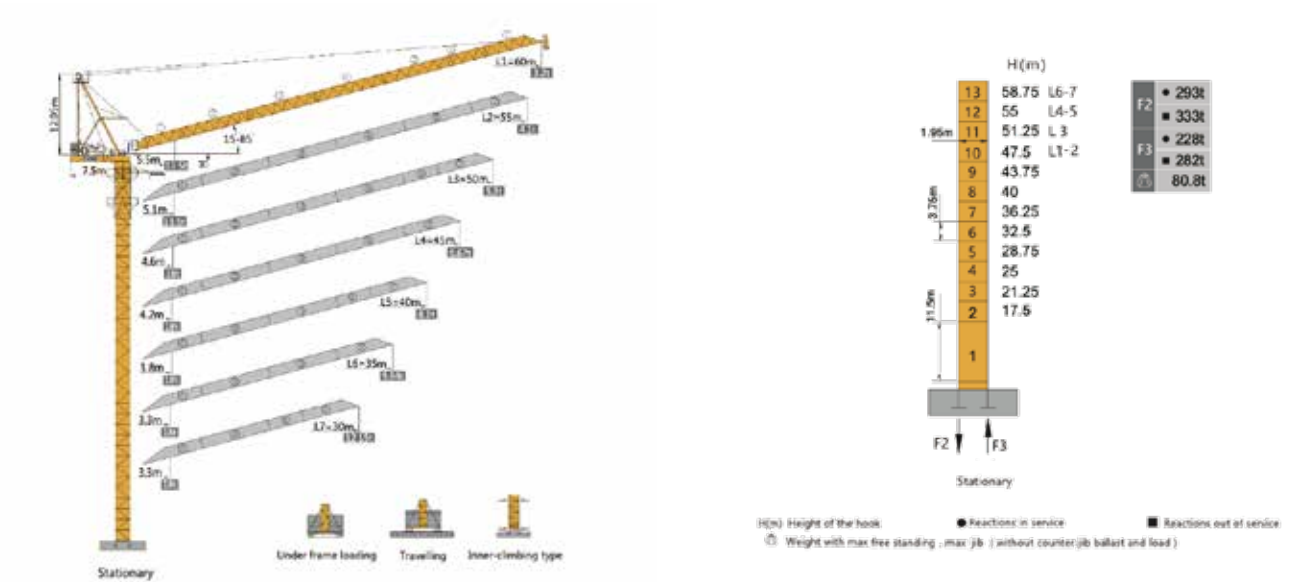 12.05m
L1=60m
15-85
5.5m
7.5m
L2=55m
5.1m
L3=50m
4.6m
L4=45m
4.2m
L5=40m
3.8m
L6=35m
3.3m
L7=30m
3.3m
Under frame loading
Travelling
Inner-climbing type
Stationary
H(m)
13 58.75 L6-7
12 55 L4-5
11 51.25 L3
10 47.5 L1-2
9 43.75
8 40
7 36.25
6 32.5
5 28.75
4 25
3 21.25
2 17.5
1
1.95m
3.75m
11.5m
F2 F3
Stationary
F2 ● 293t
■ 333t
F3 ● 228t
■ 282t
80.8t
H(m) Height of the hook ● Reactions in service ■ Reactions out of service
Weight with max free standing , max jib ( without counter jib ballast and load )